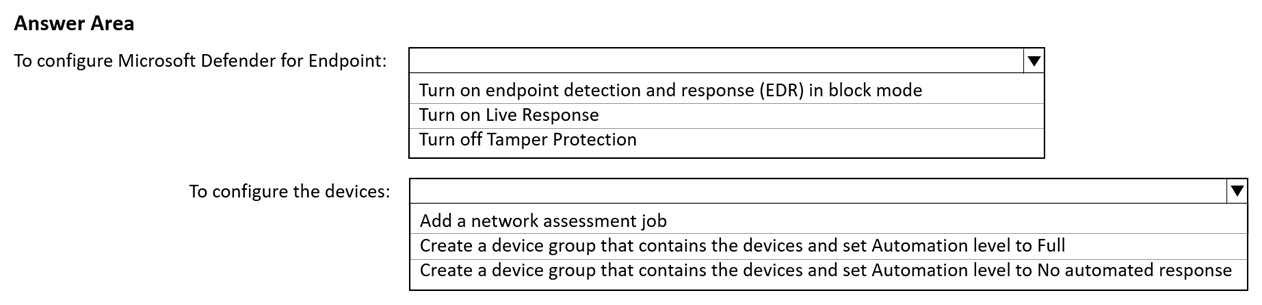 Answer Area
To configure Microsoft Defender for Endpoint:
Turn on endpoint detection and response (EDR) in block mode
Turn on Live Response
Turn off Tamper Protection
To configure the devices:
Add a network assessment job
Create a device group that contains the devices and set Automation level to Full
Create a device group that contains the devices and set Automation level to No automated response